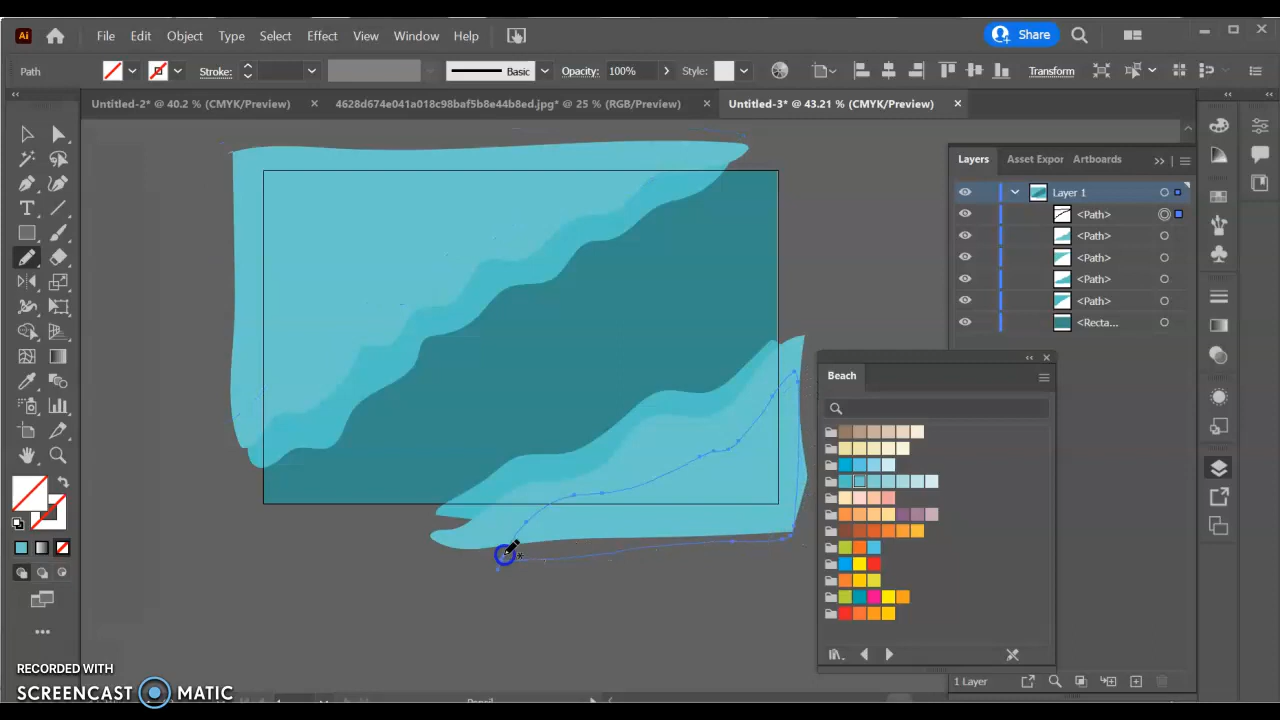 Ai File Edit Object Type Select Effect View Window Help Share
Path Stroke: Basic Opacity: 100% Style: Transform
Untitled-2* @ 40.2 % (CMYK/Preview) × 4628d674e041a018c98baf5b8e44b8ed.jpg* @ 25 % (RGB/Preview) × Untitled-3* @ 43.21 % (CMYK/Preview) ×
Layers Asset Expor Artboards
Layer 1
<Path>
<Path>
<Path>
<Path>
<Path>
<Recta...
Beach
1 Layer
RECORDED WITH
SCREENCAST MATIC